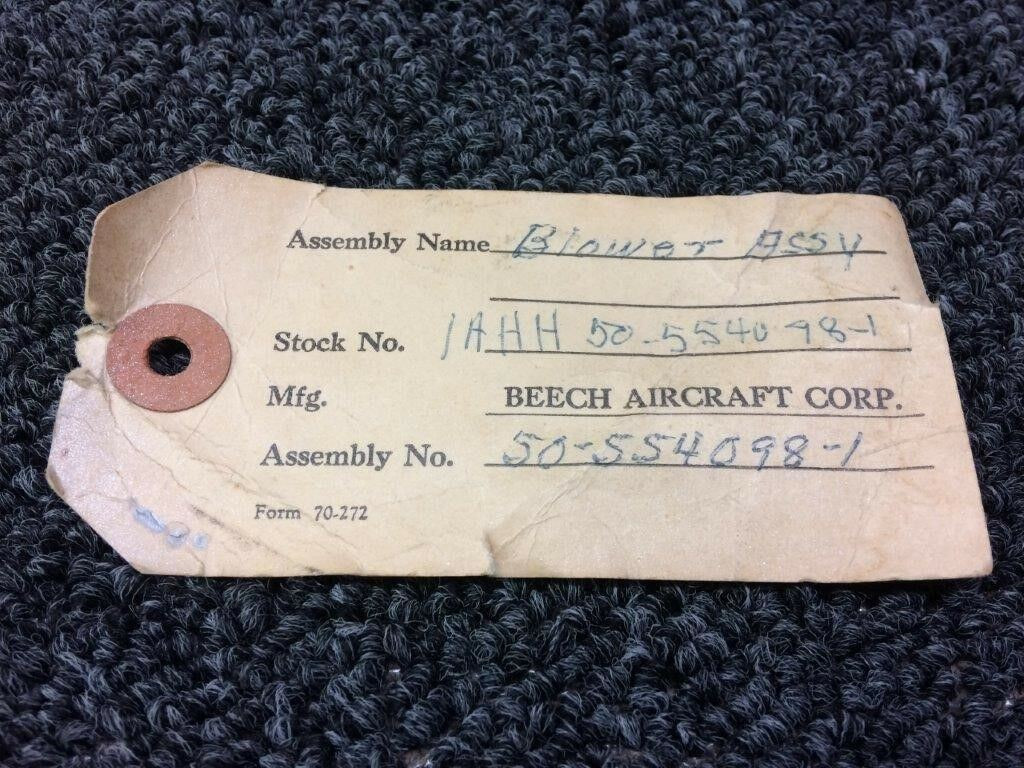 Assembly Name Blower Assy
Stock No. 1AHH 50-554098-1
Mfg. BEECH AIRCRAFT CORP.
Assembly No. 50-554098-1
Form 70-272